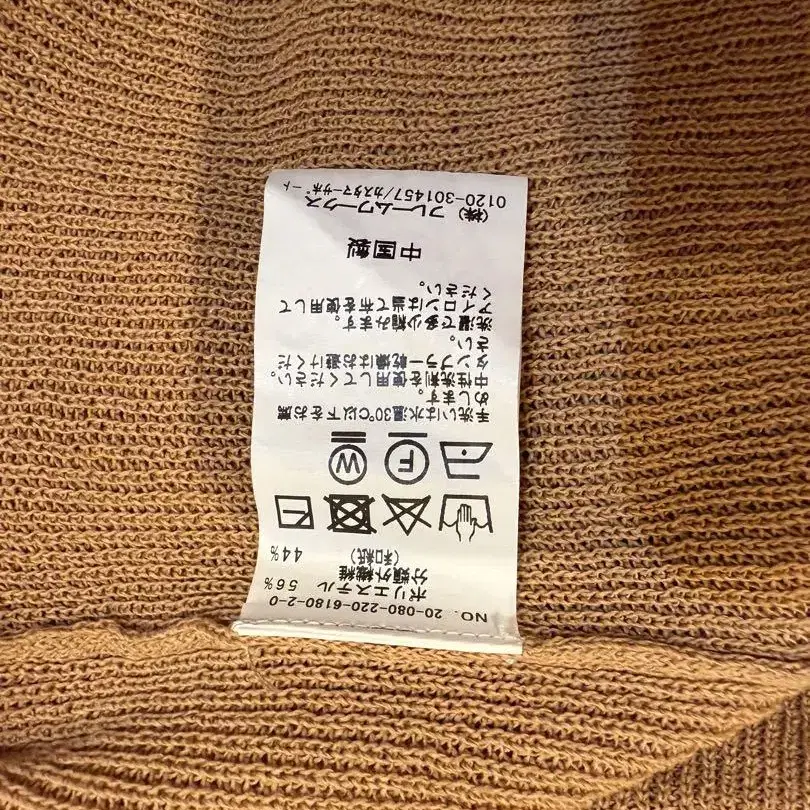 NO. 20-080-220-6180-2-0
ポリエステル 56%
分類外繊維
(和紙) 44%
F
W
手洗いは水温30℃以下をお薦
めします。
中性洗剤を使用してください。
タンブラー乾燥はお避けくだ
さい。
洗濯で多少縮みます。
アイロンは当て布を使用して
ください。
中国製
(株) フレームワークス
0120-301457/カスタマーサポート